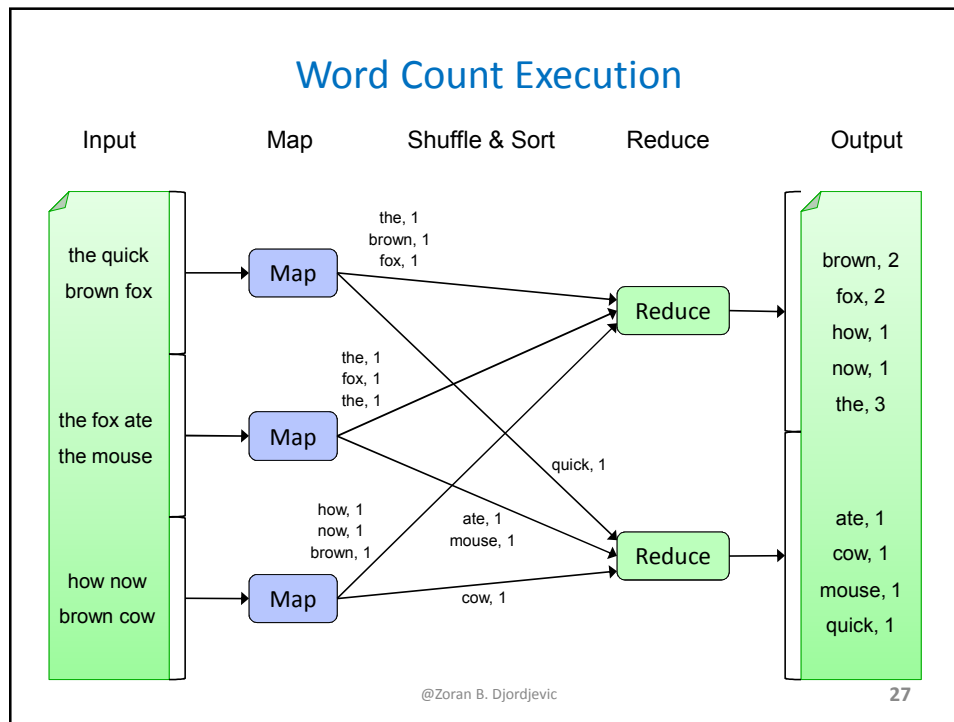 Word Count Execution
Input
Map
Shuffle & Sort
Reduce
Output
the quick
brown fox
the fox ate
the mouse
how now
brown cow
Map
Map
Map
the, 1
brown, 1
fox, 1
the, 1
fox, 1
the, 1
how, 1
now, 1
brown, 1
quick, 1
ate, 1
mouse, 1
cow, 1
Reduce
Reduce
brown, 2
fox, 2
how, 1
now, 1
the, 3
ate, 1
cow, 1
mouse, 1
quick, 1
@Zoran B. Djordjevic
27